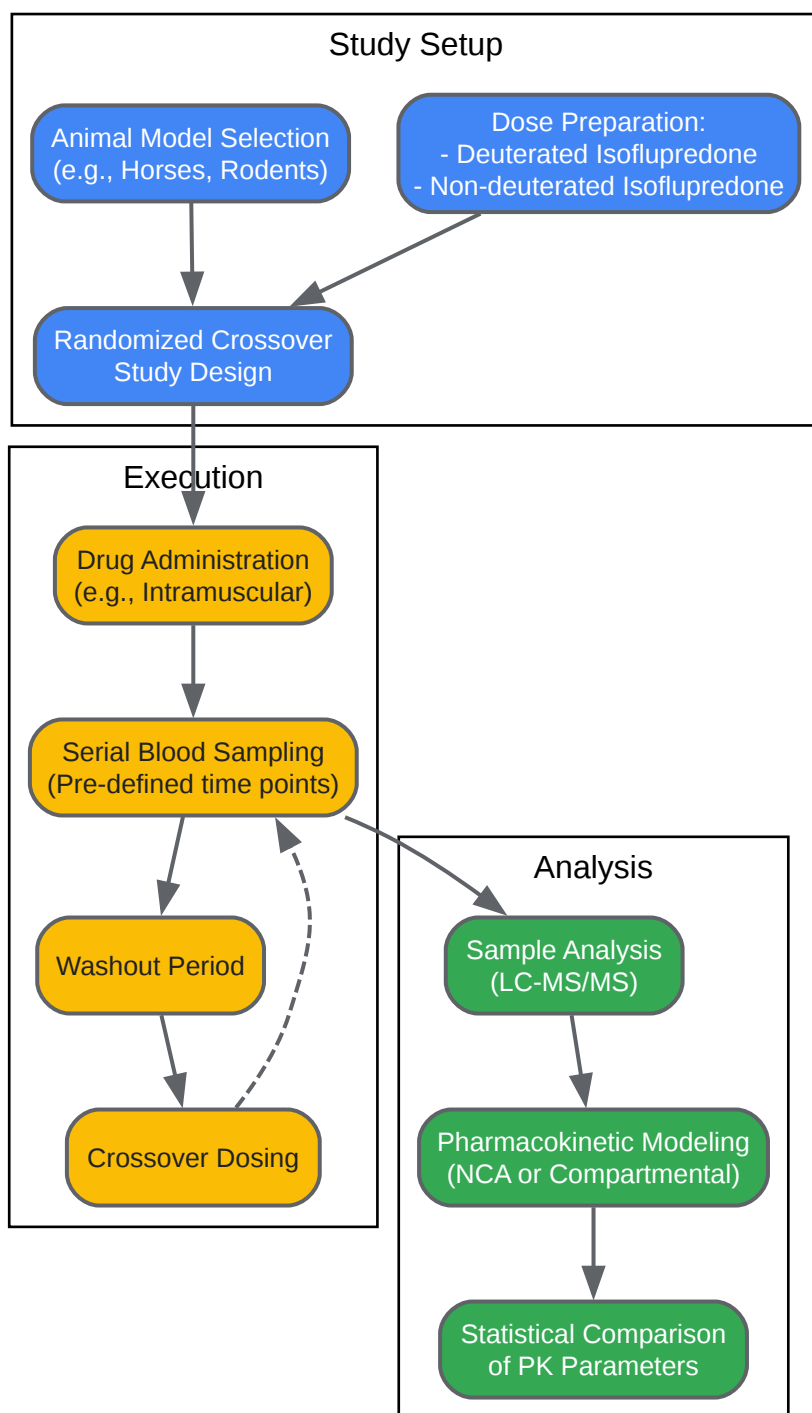 Study Setup
Animal Model Selection
(e.g., Horses, Rodents)
Dose Preparation:
- Deuterated Isoflupredone
- Non-deuterated Isoflupredone
Randomized Crossover
Study Design
Execution
Drug Administration
(e.g., Intramuscular)
Serial Blood Sampling
(Pre-defined time points)
Washout Period
Crossover Dosing
Analysis
Sample Analysis
(LC-MS/MS)
Pharmacokinetic Modeling
(NCA or Compartmental)
Statistical Comparison
of PK Parameters